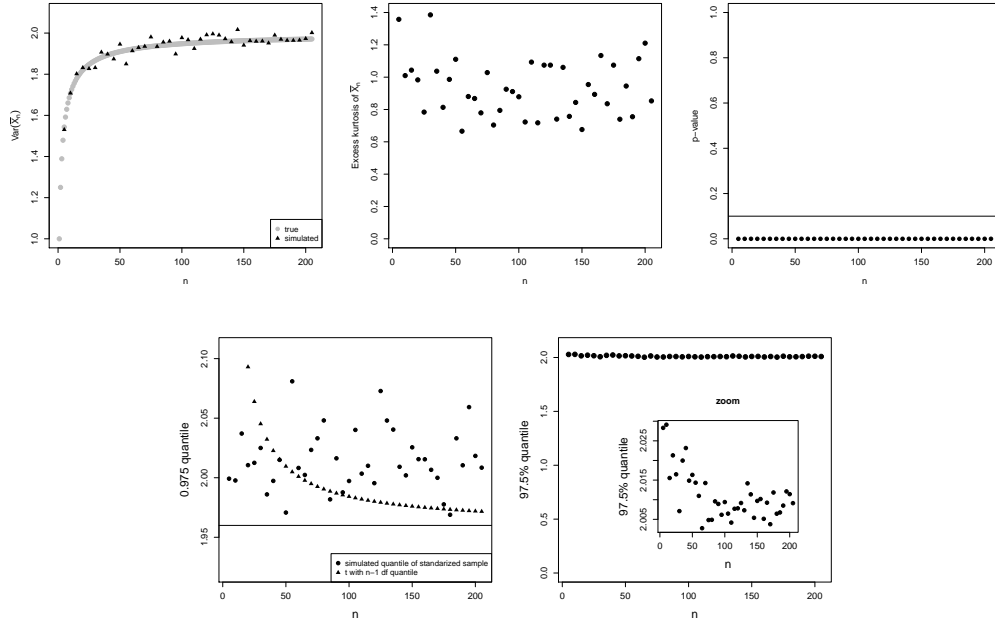 Var(X̅ₙ)
1.0 1.2 1.4 1.6 1.8 2.0
true
simulated
0 50 100 150 200
n
Excess kurtosis of X̅ₙ
0.0 0.2 0.4 0.6 0.8 1.0 1.2 1.4
0 50 100 150 200
n
p−value
0.0 0.2 0.4 0.6 0.8 1.0
0 50 100 150 200
n
0.975 quantile
1.95 2.00 2.05 2.10
simulated quantile of standarized sample
t with n−1 df quantile
0 50 100 150 200
n
97.5% quantile
0.0 0.5 1.0 1.5 2.0
zoom
97.5% quantile
2.005 2.015 2.025
0 50 100 150 200
n
0 50 100 150 200
n